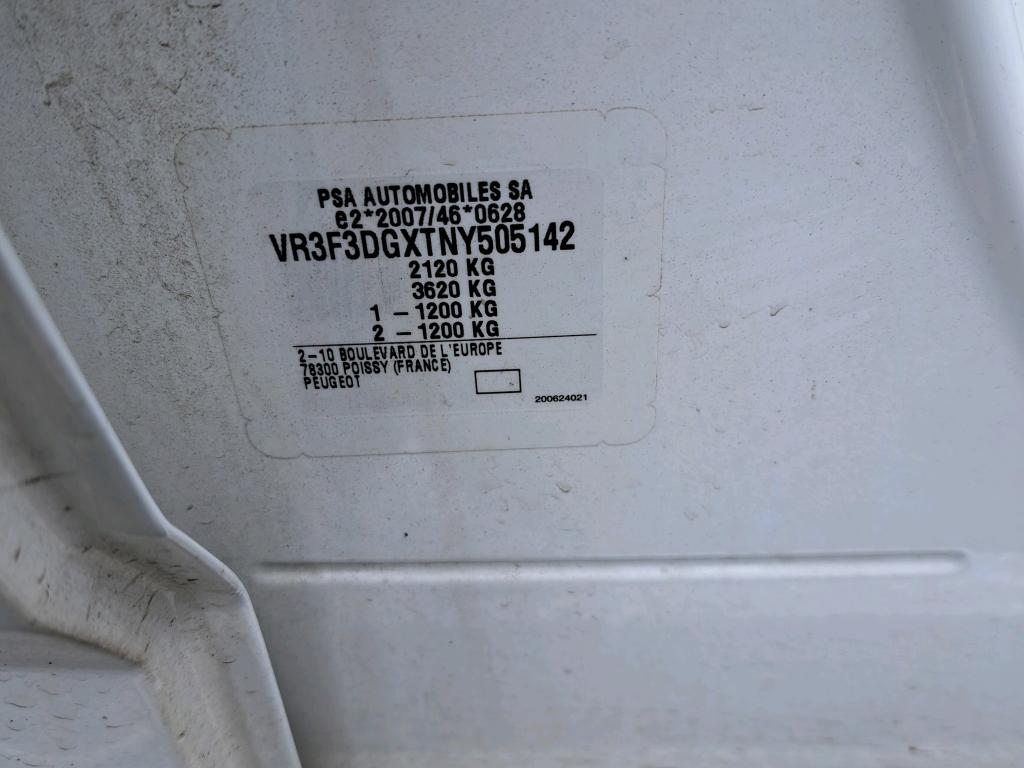 PSA AUTOMOBILES SA
e2*2007/46*0628
VR3F3DGXTNY505142
2120 KG
3620 KG
1 – 1200 KG
2 – 1200 KG
2–10 BOULEVARD DE L'EUROPE
78300 POISSY (FRANCE)
PEUGEOT
200624021